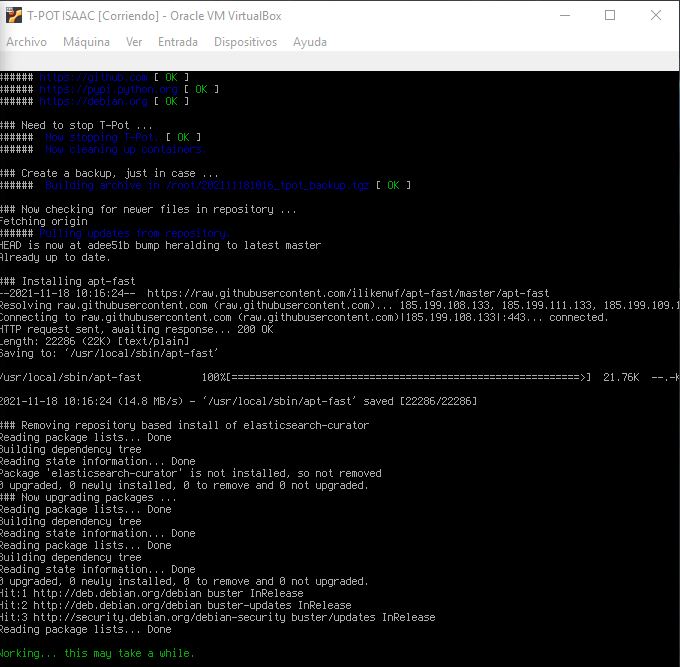 T-POT ISAAC [Corriendo] - Oracle VM VirtualBox
Archivo Máquina Ver Entrada Dispositivos Ayuda
###### https://github.com [ OK ]
###### https://pypi.python.org [ OK ]
###### https://debian.org [ OK ]
### Need to stop T-Pot ...
###### Now stopping T-Pot. [ OK ]
###### Now cleaning up containers.
### Create a backup, just in case ...
###### Building archive in /root/202111181016_tpot_backup.tgz [ OK ]
### Now checking for newer files in repository ...
Fetching origin
###### Pulling updates from repository.
HEAD is now at adee51b bump heralding to latest master
Already up to date.
### Installing apt-fast
--2021-11-18 10:16:24-- https://raw.githubusercontent.com/ilikenwf/apt-fast/master/apt-fast
Resolving raw.githubusercontent.com (raw.githubusercontent.com)... 185.199.108.133, 185.199.111.133, 185.199.109.1
Connecting to raw.githubusercontent.com (raw.githubusercontent.com)|185.199.108.133|:443... connected.
HTTP request sent, awaiting response... 200 OK
Length: 22286 (22K) [text/plain]
Saving to: ‘/usr/local/sbin/apt-fast’
/usr/local/sbin/apt-fast 100%[==========================================================>] 21.76K --.-K
2021-11-18 10:16:24 (14.8 MB/s) - ‘/usr/local/sbin/apt-fast’ saved [22286/22286]
### Removing repository based install of elasticsearch-curator
Reading package lists... Done
Building dependency tree
Reading state information... Done
Package 'elasticsearch-curator' is not installed, so not removed
0 upgraded, 0 newly installed, 0 to remove and 0 not upgraded.
### Now upgrading packages ...
Reading package lists... Done
Building dependency tree
Reading state information... Done
Reading package lists... Done
Building dependency tree
Reading state information... Done
0 upgraded, 0 newly installed, 0 to remove and 0 not upgraded.
Hit:1 http://deb.debian.org/debian buster InRelease
Hit:2 http://deb.debian.org/debian buster-updates InRelease
Hit:3 http://security.debian.org/debian-security buster/updates InRelease
Reading package lists... Done
Working... this may take a while.